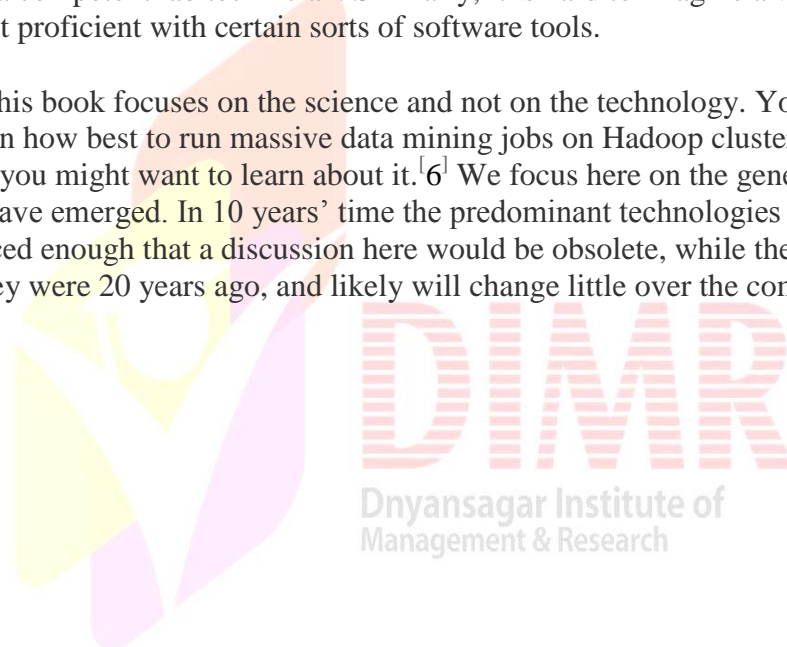 t proficient with certain sorts of software tools.
his book focuses on the science and not on the technology. Yo
n how best to run massive data mining jobs on Hadoop cluster
you might want to learn about it.[6] We focus here on the gene
ave emerged. In 10 years’ time the predominant technologies
ced enough that a discussion here would be obsolete, while the
ey were 20 years ago, and likely will change little over the con
DIMR
Dnyansagar Institute of
Management & Research